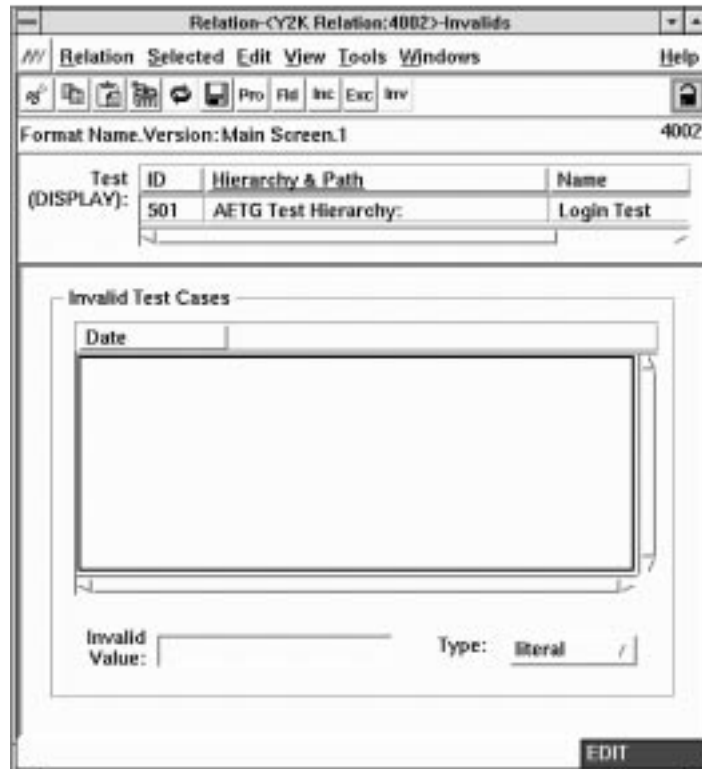 Relation-<Y2K Relation:4002>-Invalids
Relation Selected Edit View Tools Windows Help
Pro Fld Inc Exc Inv
Format Name.Version:Main Screen.1 4002
Test (DISPLAY):
ID Hierarchy & Path Name
501 AETG Test Hierarchy: Login Test
Invalid Test Cases
Date
Invalid Value:
Type: literal
EDIT